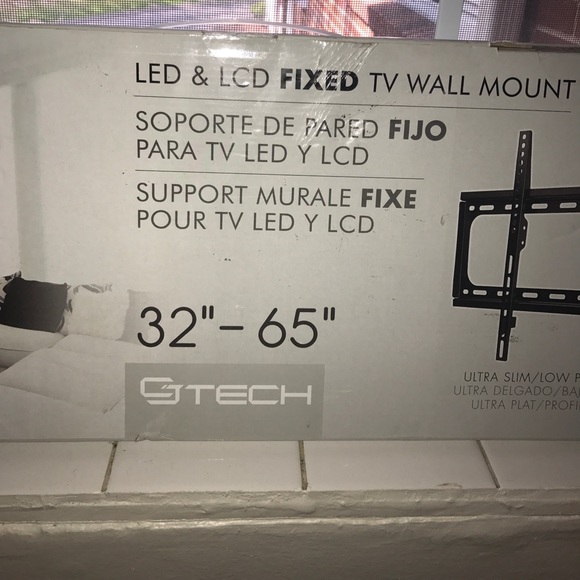 LED & LCD FIXED TV WALL MOUNT
SOPORTE DE PARED FIJO
PARA TV LED Y LCD
SUPPORT MURALE FIXE
POUR TV LED Y LCD
32"- 65"
GTECH
ULTRA SLIM/LOW
ULTRA DELGADO/
ULTRA PLAT/